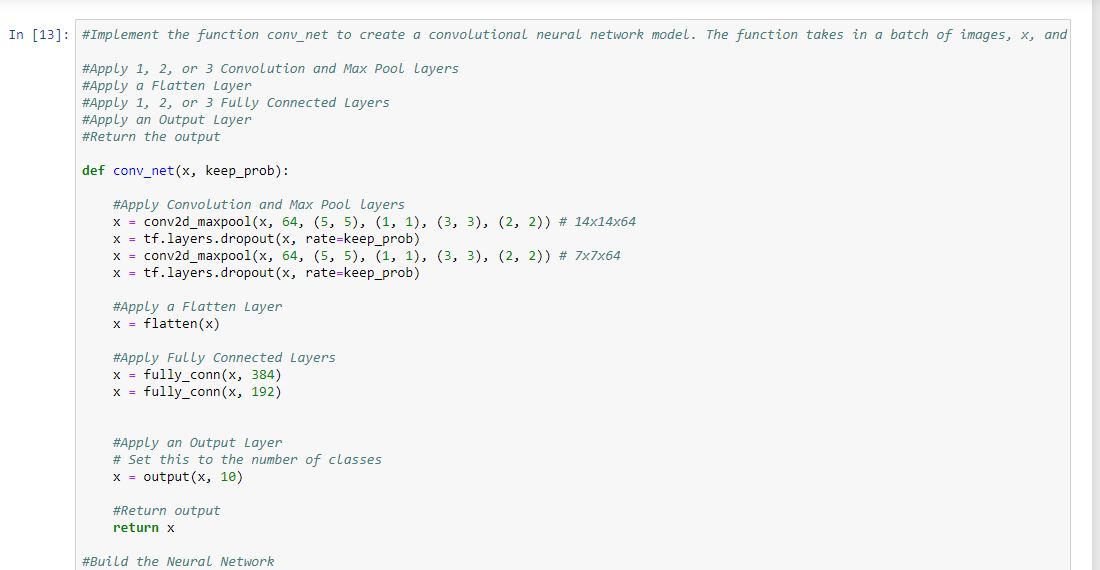 In [13]: #Implement the function conv_net to create a convolutional neural network model. The function takes in a batch of images, x, and
#Apply 1, 2, or 3 Convolution and Max Pool layers
#Apply a Flatten Layer
#Apply 1, 2, or 3 Fully Connected Layers
#Apply an Output Layer
#Return the output
def conv_net(x, keep_prob):
#Apply Convolution and Max Pool layers
x = conv2d_maxpool(x, 64, (5, 5), (1, 1), (3, 3), (2, 2)) # 14x14x64
x = tf.layers.dropout(x, rate=keep_prob)
x = conv2d_maxpool(x, 64, (5, 5), (1, 1), (3, 3), (2, 2)) # 7x7x64
x = tf.layers.dropout(x, rate=keep_prob)
#Apply a Flatten Layer
x = flatten(x)
#Apply Fully Connected Layers
x = fully_conn(x, 384)
x = fully_conn(x, 192)
#Apply an Output Layer
# Set this to the number of classes
x = output(x, 10)
#Return output
return x
#Build the Neural Network